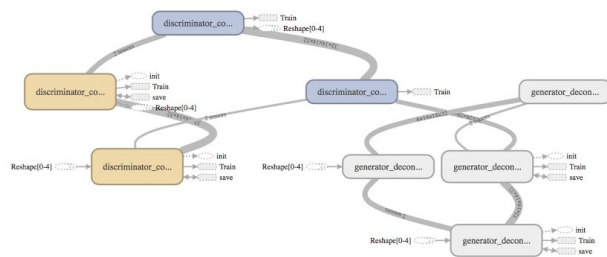 discriminator_co...
Train
Reshape[0-4]
discriminator_co...
init
Train
save
Reshape[0-4]
discriminator_co...
Train
generator_decon...
Reshape[0-4]
discriminator_co...
init
Train
save
Reshape[0-4]
generator_decon...
generator_decon...
init
Train
save
Reshape[0-4]
generator_decon...
init
Train
save